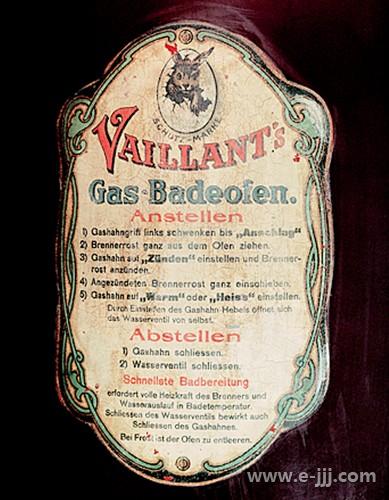 SCHUTZ-MARKE
VAILLANT's
Gas-Badeofen.
Anstellen
1) Gashahngriff links schwenken bis „Anschlag"
2) Brennerrost ganz aus dem Ofen ziehen.
3) Gashahn auf „Zünden" einstellen und Brenner-
rost anzünden.
4) Angezündeten Brennerrost ganz einschieben.
5) Gashahn auf „Warm" oder „Heiss" einstellen.
Durch Einstellen des Gashahn-Hebels öffnet sich
das Wasserventil von selbst.
Abstellen
1) Gashahn schliessen.
2) Wasserventil schliessen.
Schnellste Badbereitung
erfordert volle Heizkraft des Brenners und
Wasserauslauf in Badetemperatur.
Schliessen des Wasserventils bewirkt auch
Schliessen des Gashahnes.
Bei Frost ist der Ofen zu entleeren.
www.e-jjj.com